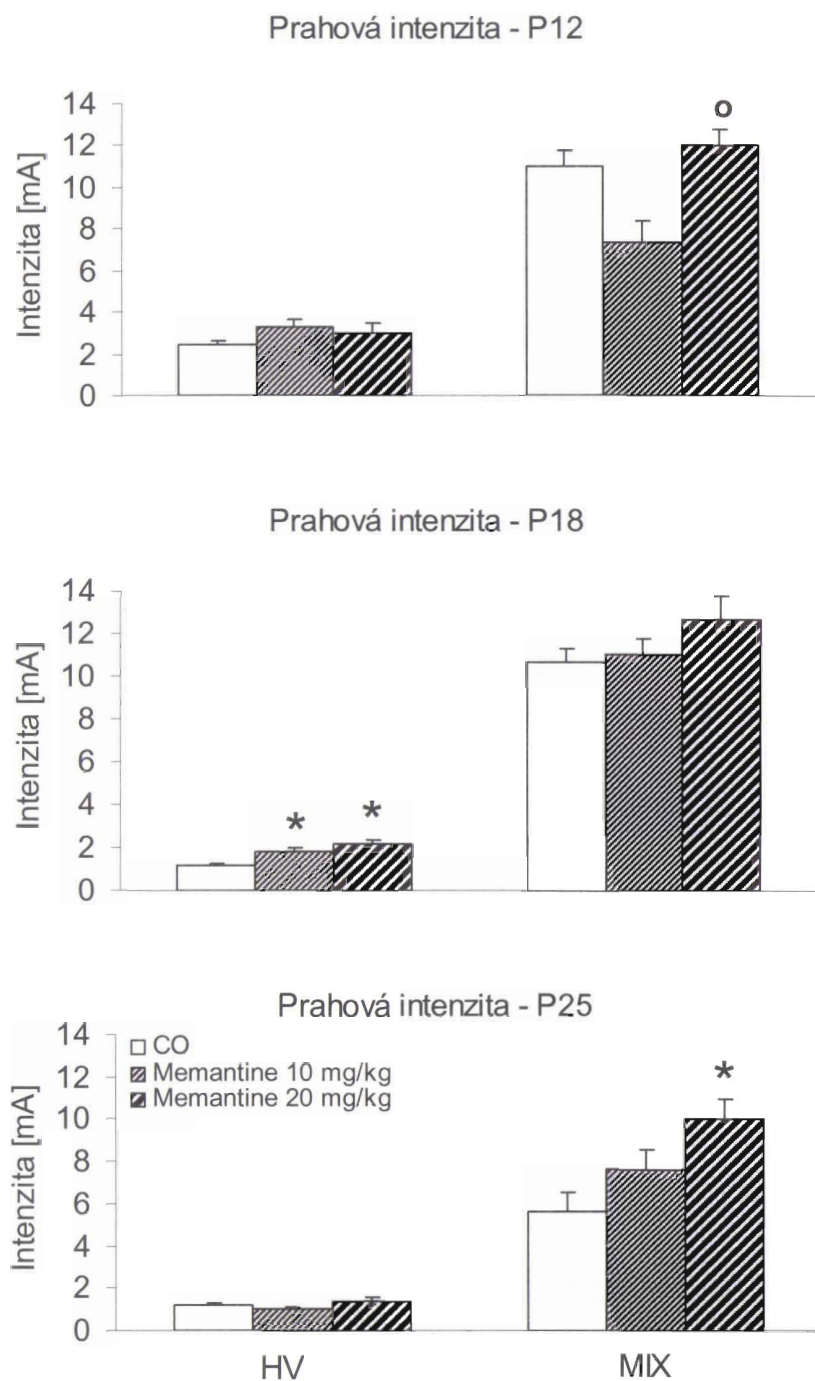 Prahová intenzita - P12
Intenzita [mA]
14
12
10
8
6
4
2
0
o
Prahová intenzita - P18
Intenzita [mA]
14
12
10
8
6
4
2
0
*
*
Prahová intenzita - P25
Intenzita [mA]
14
12
10
8
6
4
2
0
CO
Memantine 10 mg/kg
Memantine 20 mg/kg
*
HV MIX